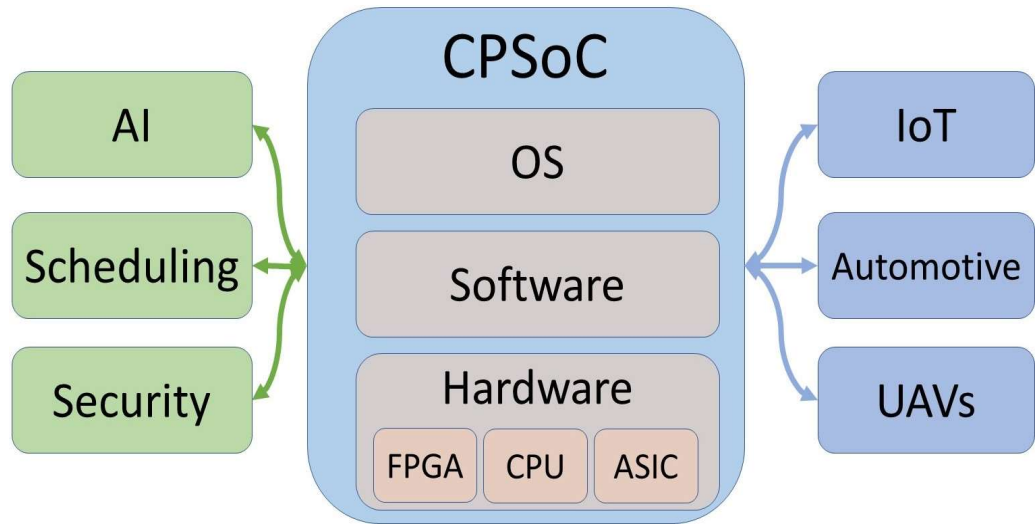 CPSoC
AI
Scheduling
Security
OS
Software
Hardware
FPGA
CPU
ASIC
IoT
Automotive
UAVs